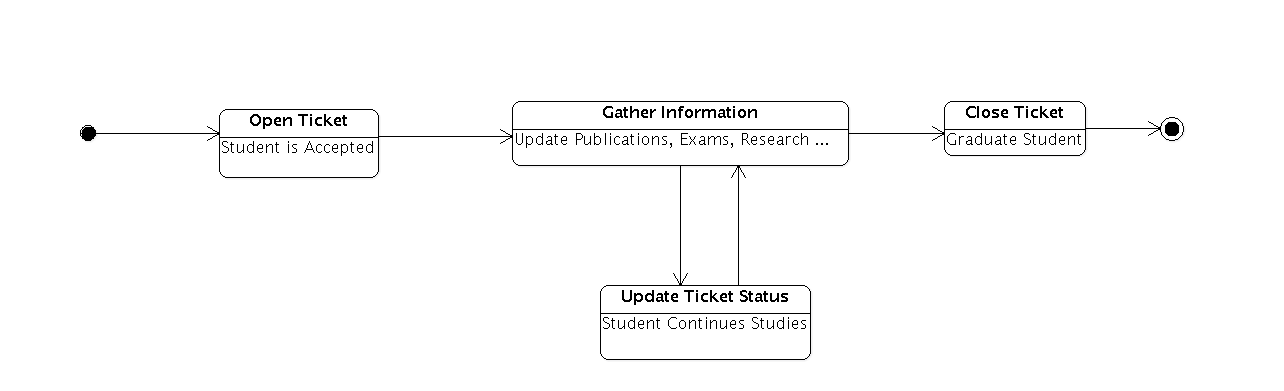 Open Ticket
Student is Accepted
Gather Information
Update Publications, Exams, Research ...
Close Ticket
Graduate Student
Update Ticket Status
Student Continues Studies